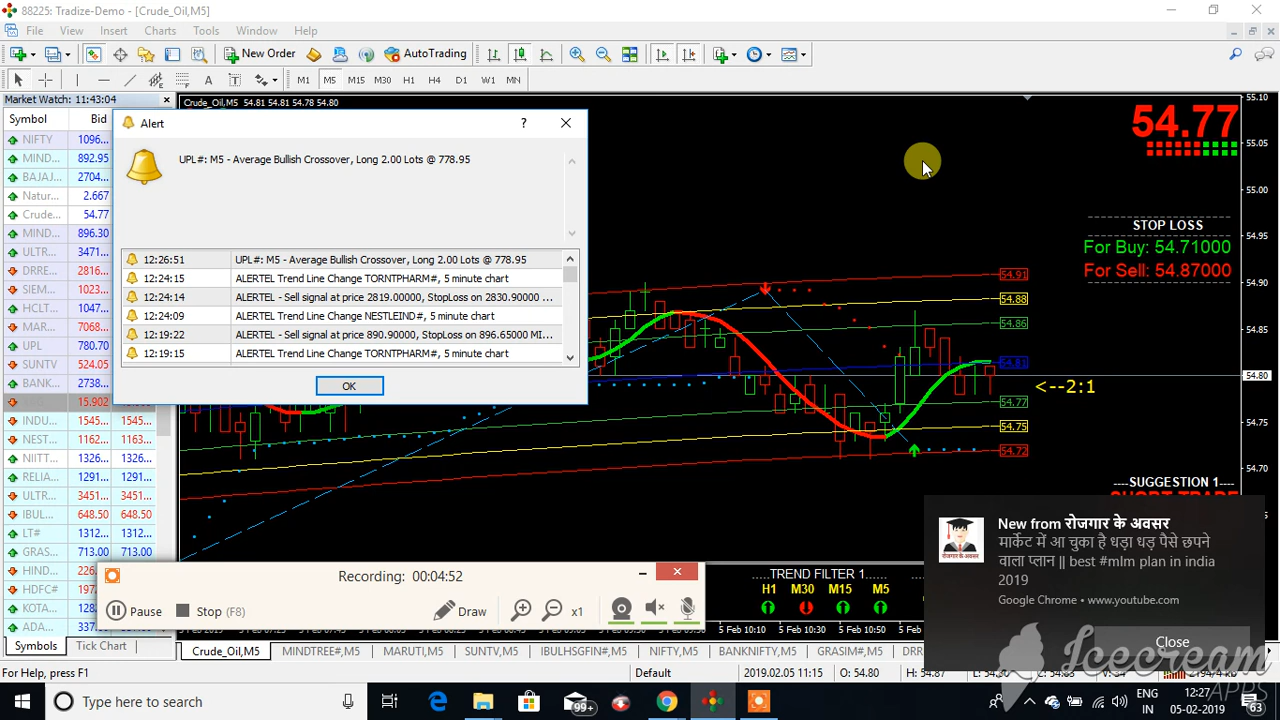 88225: Tradize-Demo - [Crude_Oil,M5]
File View Insert Charts Tools Window Help
New Order AutoTrading
M1 M5 M15 M30 H1 H4 D1 W1 MN
Market Watch: 11:43:04
Symbol Bid
NIFTY 1096...
MIND... 892.95
BAJAJ... 2704...
Natur... 2.667
Crude... 54.77
MIND... 896.30
ULTR... 3471...
DRRE... 2816...
SIEM... 1023...
HCLT... 1067...
MAR... 7068...
UPL 780.70
SUNTV 524.05
BANK... 2738...
15.902 15.902
INDU... 1545... 1545...
NEST... 1162... 1163...
NIITT... 1326... 1326...
RELIA... 1291... 1291...
ULTR... 3451... 3451...
IBUL... 648.50 648.50
LT# 1312... 1312...
GRAS... 713.00 713.00
HIND... 226...
HDFC# 197...
KOTA... 128...
ADA...
Symbols Tick Chart
For Help, press F1
Crude_Oil,M5 54.81 54.81 54.78 54.80
Alert
UPL#: M5 - Average Bullish Crossover, Long 2.00 Lots @ 778.95
12:26:51 UPL#: M5 - Average Bullish Crossover, Long 2.00 Lots @ 778.95
12:24:15 ALERTEL Trend Line Change TORNTPHARM#, 5 minute chart
12:24:14 ALERTEL - Sell signal at price 2819.00000, StopLoss on 2830.90000 ...
12:24:09 ALERTEL Trend Line Change NESTLEIND#, 5 minute chart
12:19:22 ALERTEL - Sell signal at price 890.90000, StopLoss on 896.65000 MI...
12:19:15 ALERTEL Trend Line Change TORNTPHARM#, 5 minute chart
OK
54.77
STOP LOSS
For Buy: 54.71000
For Sell: 54.87000
54.91
54.88
54.86
54.81
54.77
54.75
54.72
<--2:1
55.10
55.05
55.00
54.95
54.90
54.85
54.80
54.75
54.70
----SUGGESTION 1----
SHORT TRADE
New from रोजगार के अवसर
मार्केट में आ चुका है धड़ा धड़ पैसे छपने
वाला प्लान || best #mlm plan in india
2019
Google Chrome • www.youtube.com
Close
Recording: 00:04:52
Pause Stop (F8) Draw x1
.....TREND FILTER 1.....
H1 M30 M15 M5
5 Feb 10:10 5 Feb 10:30 5 Feb 10:50 5 Feb
Crude_Oil,M5 MINDTREE#,M5 MARUTI,M5 SUNTV,M5 IBULHSGFIN#,M5 NIFTY,M5 BANKNIFTY,M5 GRASIM#,M5
Default 2019.02.05 11:15 O: 54.80 H: 54.87
Icecream
APPS
Type here to search
99+
ENG
IN
12:27
05-02-2019
63